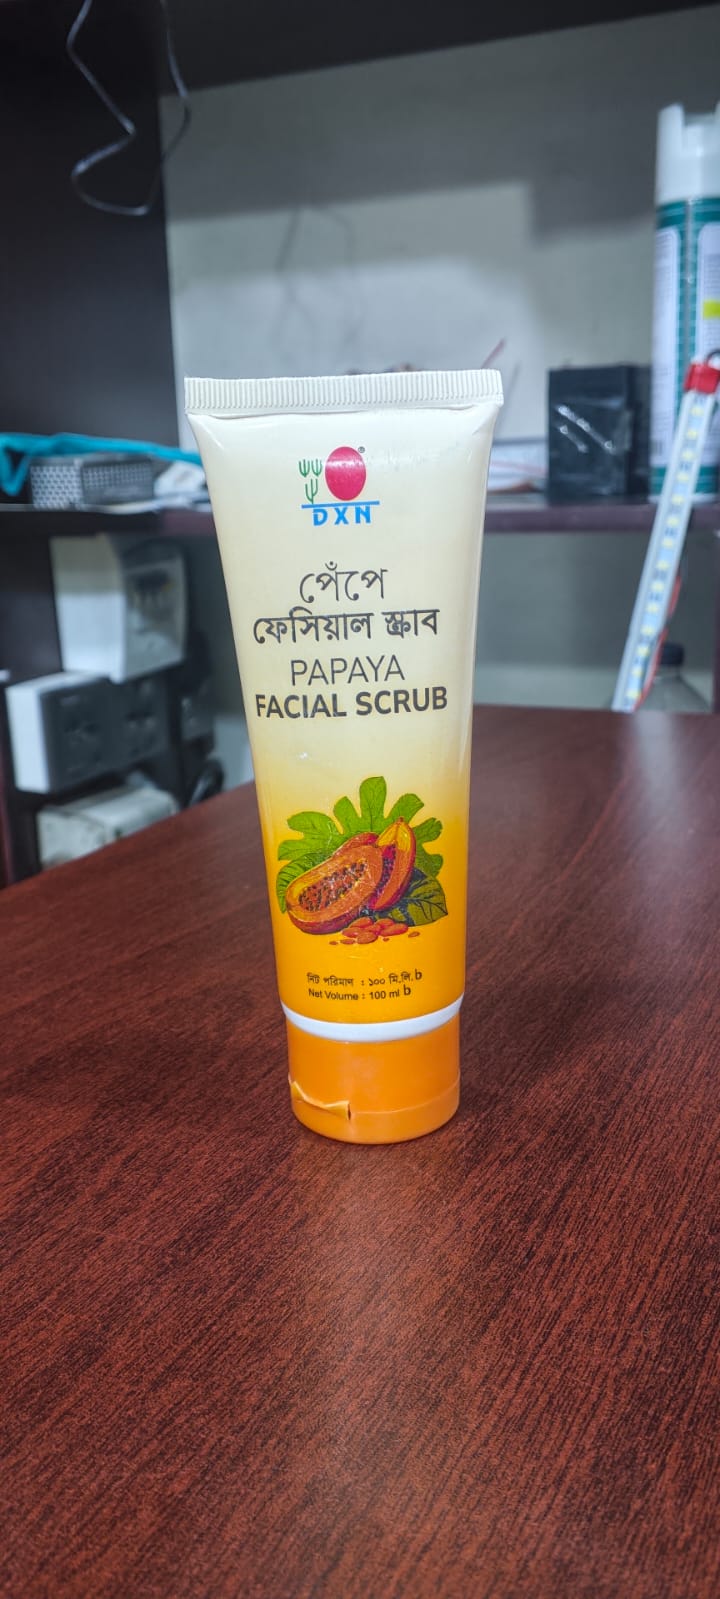 DXN
পেঁপে
ফেসিয়াল স্ক্রাব
PAPAYA
FACIAL SCRUB
নিট পরিমাণ : ১০০ মি.লি. b
Net Volume : 100 ml b